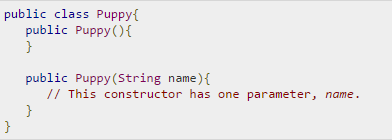 public class Puppy{
   public Puppy(){
   }

   public Puppy(String name){
      // This constructor has one parameter, name.
   }
}